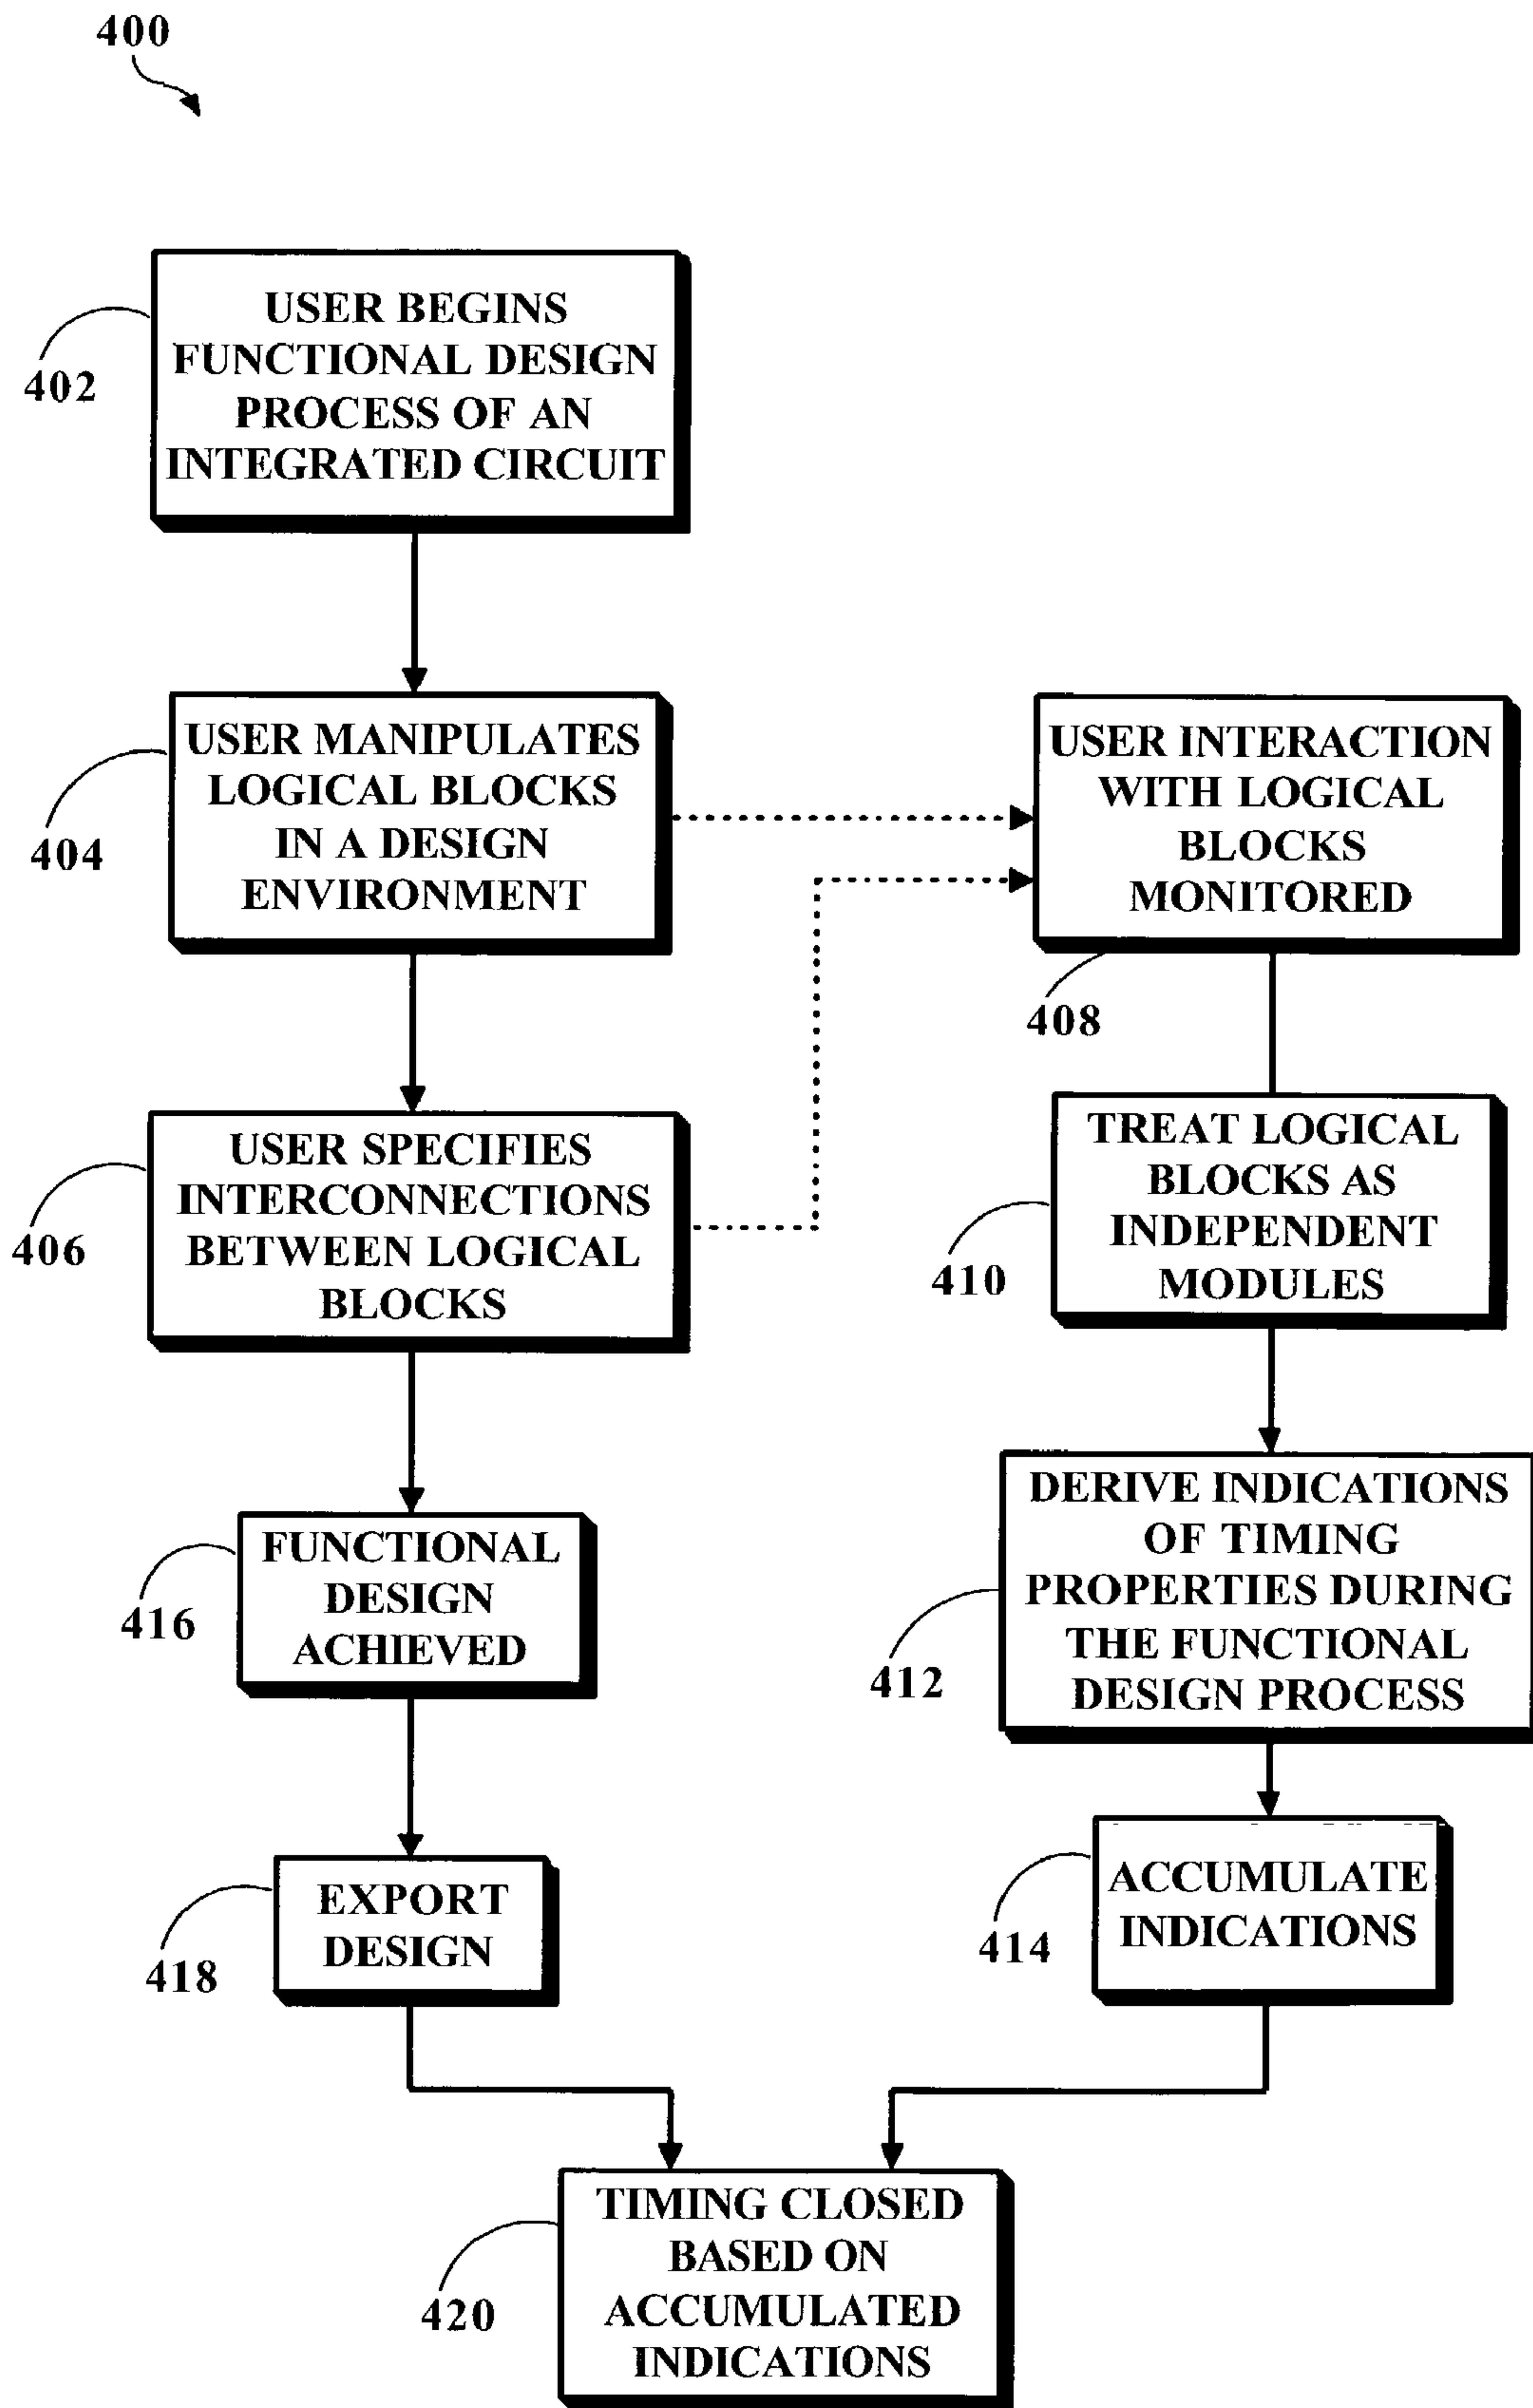 400
USER BEGINS
FUNCTIONAL DESIGN
PROCESS OF AN
INTEGRATED CIRCUIT
402
USER MANIPULATES
LOGICAL BLOCKS
IN A DESIGN
ENVIRONMENT
404
USER INTERACTION
WITH LOGICAL
BLOCKS
MONITORED
408
USER SPECIFIES
INTERCONNECTIONS
BETWEEN LOGICAL
BLOCKS
406
TREAT LOGICAL
BLOCKS AS
INDEPENDENT
MODULES
410
FUNCTIONAL
DESIGN
ACHIEVED
416
DERIVE INDICATIONS
OF TIMING
PROPERTIES DURING
THE FUNCTIONAL
DESIGN PROCESS
412
EXPORT
DESIGN
418
ACCUMULATE
INDICATIONS
414
TIMING CLOSED
BASED ON
ACCUMULATED
INDICATIONS
420